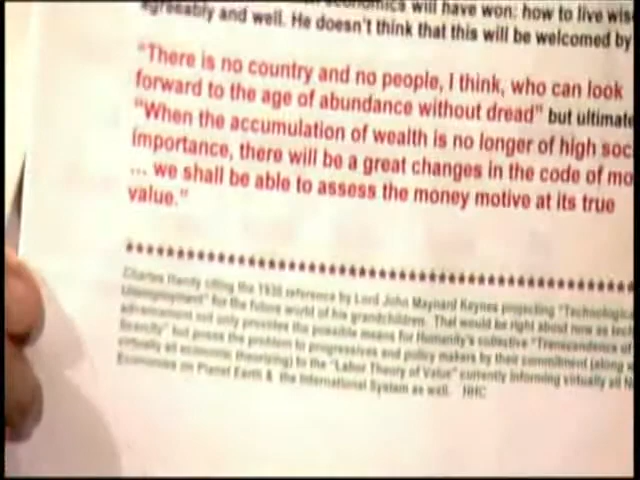 economics will have won: how to live wis
agreeably and well. He doesn't think that this will be welcomed by
"There is no country and no people, I think, who can look
forward to the age of abundance without dread" but ultimate
"When the accumulation of wealth is no longer of high soc
importance, there will be a great changes in the code of mo
... we shall be able to assess the money motive at its true
value."
Charles Handy citing the 1930 reference by Lord John Maynard Keynes projecting "Technologica
Unemployment" for the future world of his grandchildren. That would be right about now as tech
advancement not only provides the possible means for Humanity's collective "Transcendence of
Scarcity" but poses the problem to progressives and policy makers by their commitment (along w
virtually all economic theorizing) to the "Labor Theory of Value" currently informing virtually all N
Economies on Planet Earth & the International System as well. HHC